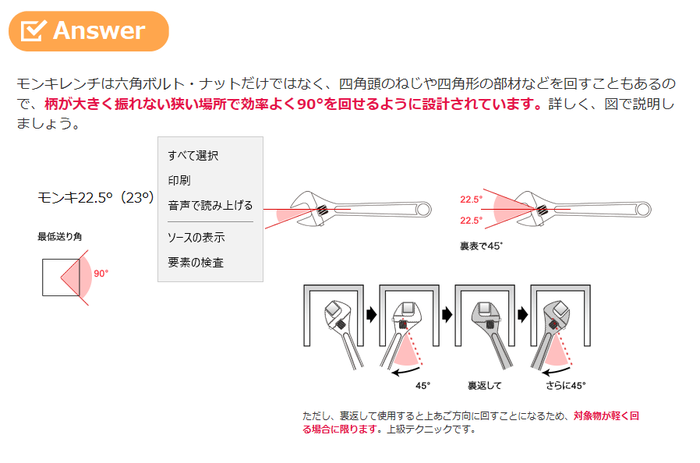 Answer
モンキレンチは六角ボルト・ナットだけではなく、四角頭のねじや四角形の部材などを回すこともあるの
で、柄が大きく振れない狭い場所で効率よく90°を回せるように設計されています。詳しく、図で説明し
ましょう。
モンキ22.5°（23°）
すべて選択
印刷
音声で読み上げる
ソースの表示
要素の検査
22.5°
22.5°
裏表で45°
最低送り角
90°
45°
裏返して
さらに45°
ただし、裏返して使用すると上あご方向に回すことになるため、対象物が軽く回
る場合に限ります。上級テクニックです。